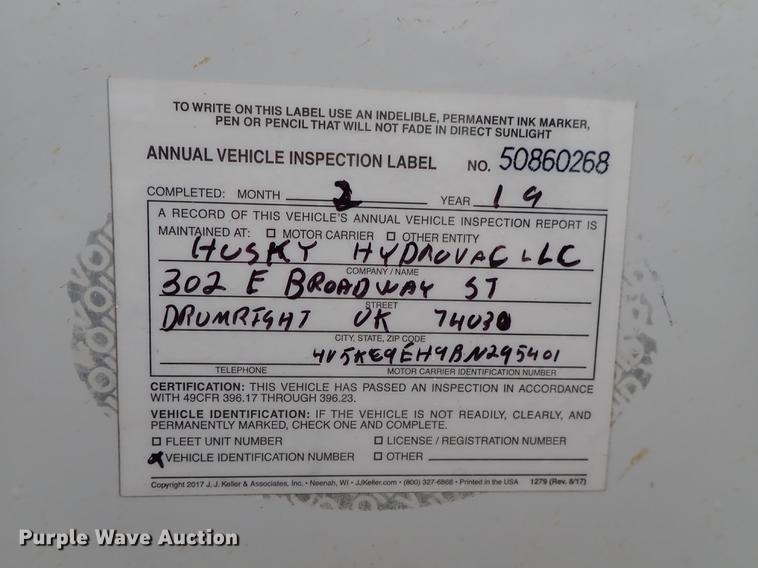 TO WRITE ON THIS LABEL USE AN INDELIBLE, PERMANENT INK MARKER,
PEN OR PENCIL THAT WILL NOT FADE IN DIRECT SUNLIGHT
ANNUAL VEHICLE INSPECTION LABEL NO. 50860268
COMPLETED: MONTH 2 YEAR 19
A RECORD OF THIS VEHICLE'S ANNUAL VEHICLE INSPECTION REPORT IS
MAINTAINED AT: ☐ MOTOR CARRIER ☐ OTHER ENTITY
HUSKY HYDROVAC LLC
COMPANY / NAME
302 E BROADWAY ST
STREET
DRUMRIGHT OK 74030
CITY, STATE, ZIP CODE
4V5KE9EH9BN295401
TELEPHONE MOTOR CARRIER IDENTIFICATION NUMBER
CERTIFICATION: THIS VEHICLE HAS PASSED AN INSPECTION IN ACCORDANCE
WITH 49CFR 396.17 THROUGH 396.23.
VEHICLE IDENTIFICATION: IF THE VEHICLE IS NOT READILY, CLEARLY, AND
PERMANENTLY MARKED, CHECK ONE AND COMPLETE.
☐ FLEET UNIT NUMBER ☐ LICENSE / REGISTRATION NUMBER
X VEHICLE IDENTIFICATION NUMBER ☐ OTHER
Copyright 2017 J. J. Keller & Associates, Inc. • Neenah, WI • JJKeller.com • (800) 327-6868 • Printed in the USA 1279 (Rev. 8/17)
Purple Wave Auction